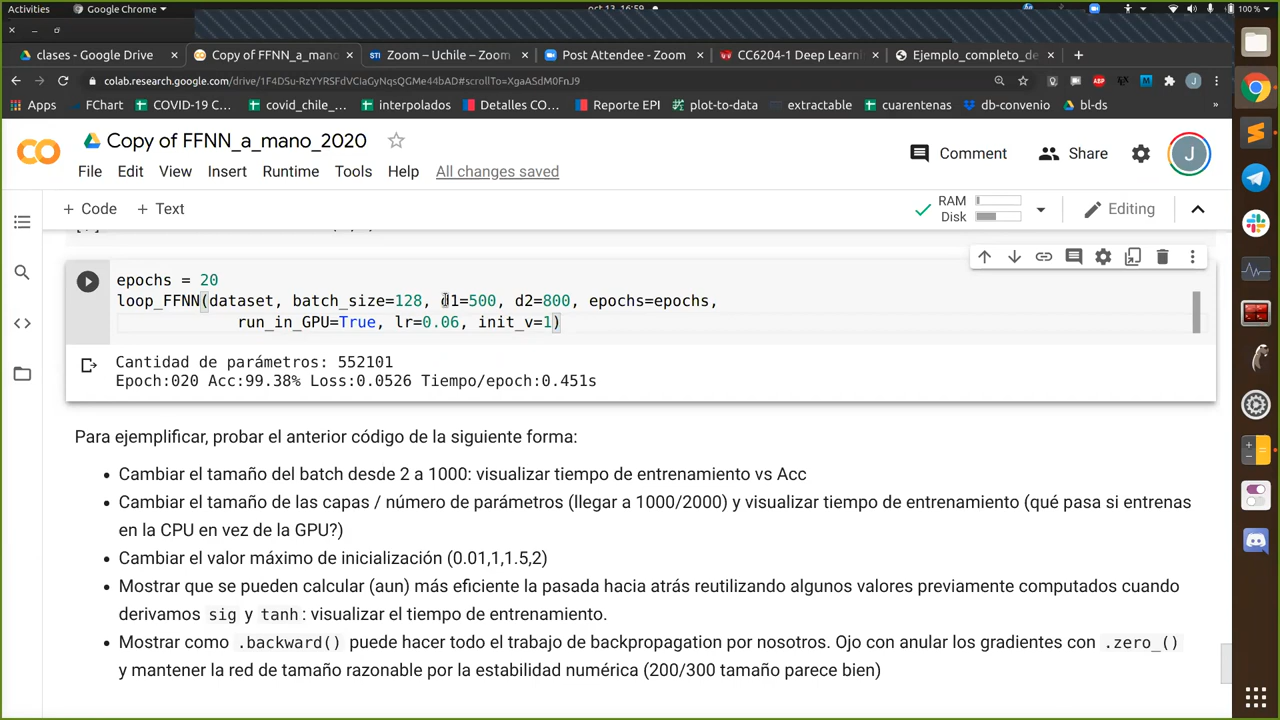 Activities Google Chrome oct 13, 16:59 100 %
clases - Google Drive Copy of FFNN_a_mano_ Zoom – Uchile – Zoom Post Attendee - Zoom CC6204-1 Deep Learni Ejemplo_completo_de
colab.research.google.com/drive/1F4DSu-RzYYRSFdVCIaGyNqsQGMe44bAD#scrollTo=XgaASdM0FnJ9
Apps FChart COVID-19 C... covid_chile_... interpolados Detalles CO... Reporte EPI plot-to-data extractable cuarentenas db-convenio bl-ds »
CO Copy of FFNN_a_mano_2020
Comment Share J
File Edit View Insert Runtime Tools Help All changes saved
+ Code + Text RAM Disk Editing
epochs = 20
loop_FFNN(dataset, batch_size=128, d1=500, d2=800, epochs=epochs,
run_in_GPU=True, lr=0.06, init_v=1)
Cantidad de parámetros: 552101
Epoch:020 Acc:99.38% Loss:0.0526 Tiempo/epoch:0.451s
Para ejemplificar, probar el anterior código de la siguiente forma:
• Cambiar el tamaño del batch desde 2 a 1000: visualizar tiempo de entrenamiento vs Acc
• Cambiar el tamaño de las capas / número de parámetros (llegar a 1000/2000) y visualizar tiempo de entrenamiento (qué pasa si entrenas
en la CPU en vez de la GPU?)
• Cambiar el valor máximo de inicialización (0.01,1,1.5,2)
• Mostrar que se pueden calcular (aun) más eficiente la pasada hacia atrás reutilizando algunos valores previamente computados cuando
derivamos sig y tanh: visualizar el tiempo de entrenamiento.
• Mostrar como .backward() puede hacer todo el trabajo de backpropagation por nosotros. Ojo con anular los gradientes con .zero_()
y mantener la red de tamaño razonable por la estabilidad numérica (200/300 tamaño parece bien)